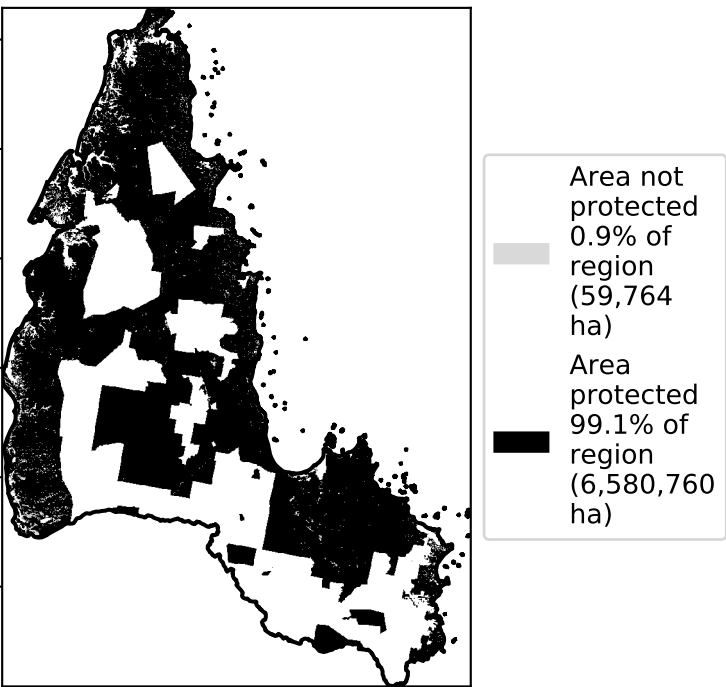 Area not
protected
0.9% of
region
(59,764
ha)
Area
protected
99.1% of
region
(6,580,760
ha)